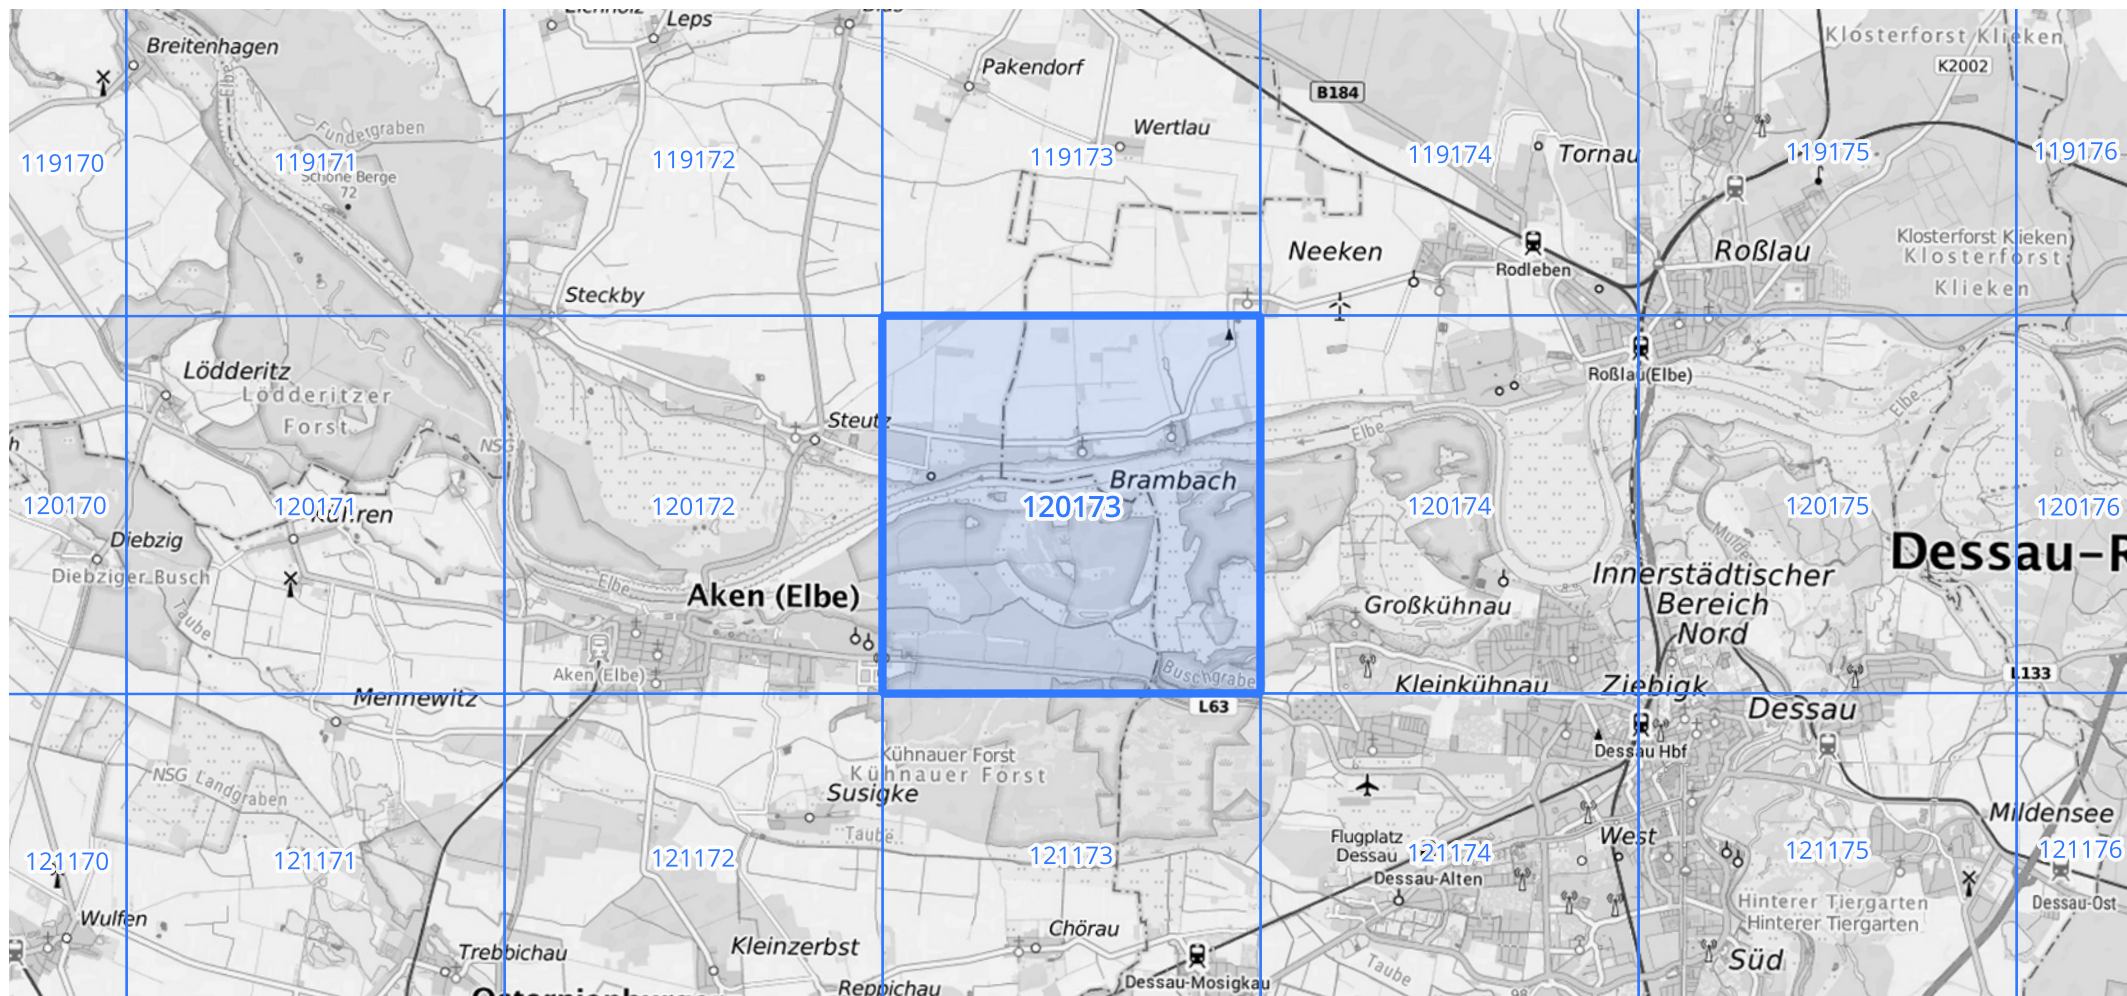 Leps
Breitenhagen
Pakendorf
Klosterforst Klieken
K2002
B184
Elbe
Fundergraben
Wertlau
119170
119171
119172
119173
119174
Tornau
119175
119176
Schöne Berge
72
Neeken
Rodleben
Roßlau
Klosterforst Klieken
Klosterforst
Klieken
Steckby
Lödderitz
Lödderitzer
Forst
Roßlau(Elbe)
Steutz
NSG
Elbe
Elbe
Brambach
120170
120171
120172
120173
120174
120175
120176
Diebzig
Mulde
Dessau-R
Diebziger Busch
Taube
Elbe
Aken (Elbe)
Großkühnau
Innerstädtischer
Bereich
Nord
Aken (Elbe)
Buschgrabe
L133
Mennewitz
Kleinkühnau
Ziebigk
L63
Dessau
Dessau Hbf
Kühnauer Forst
Kühnauer Forst
NSG Landgraben
Susigke
Taube
Mildensee
Flugplatz
Dessau
West
121170
121171
121172
121173
121174
121175
121176
Dessau-Alten
Dessau-Ost
Hinterer Tiergarten
Hinterer Tiergarten
Wulfen
Chörau
Trebbichau
Kleinzerbst
Süd
Taube
Dessau-Mosigkau
Reppichau